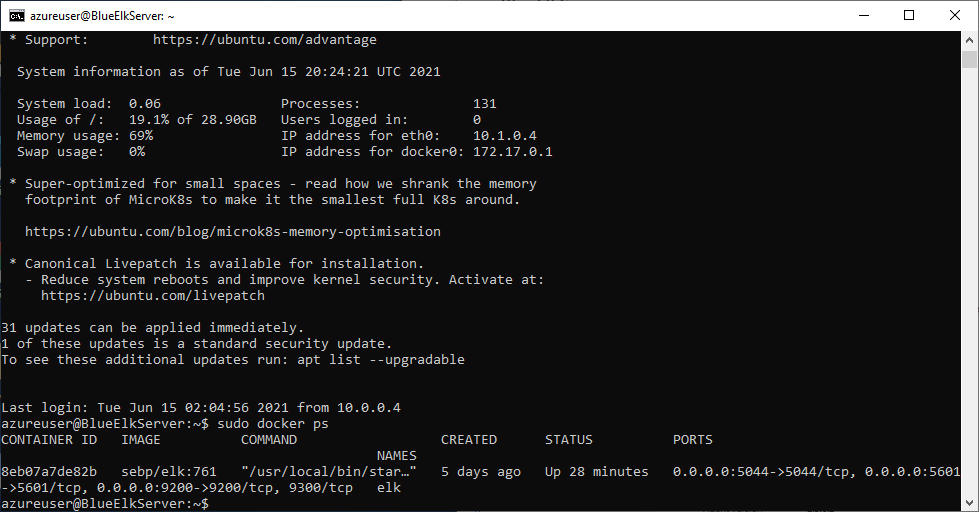 azureuser@BlueElkServer: ~
* Support:        https://ubuntu.com/advantage
System information as of Tue Jun 15 20:24:21 UTC 2021
System load:  0.06               Processes:              131
Usage of /:   19.1% of 28.90GB   Users logged in:        0
Memory usage: 69%                IP address for eth0:    10.1.0.4
Swap usage:   0%                 IP address for docker0: 172.17.0.1
* Super-optimized for small spaces - read how we shrank the memory
footprint of MicroK8s to make it the smallest full K8s around.
https://ubuntu.com/blog/microk8s-memory-optimisation
* Canonical Livepatch is available for installation.
- Reduce system reboots and improve kernel security. Activate at:
https://ubuntu.com/livepatch
31 updates can be applied immediately.
1 of these updates is a standard security update.
To see these additional updates run: apt list --upgradable
Last login: Tue Jun 15 02:04:56 2021 from 10.0.0.4
azureuser@BlueElkServer:~$ sudo docker ps
CONTAINER ID   IMAGE          COMMAND                  CREATED      STATUS          PORTS
NAMES
8eb07a7de82b   sebp/elk:761   "/usr/local/bin/star…"   5 days ago   Up 28 minutes   0.0.0.0:5044->5044/tcp, 0.0.0.0:5601
->5601/tcp, 0.0.0.0:9200->9200/tcp, 9300/tcp   elk
azureuser@BlueElkServer:~$